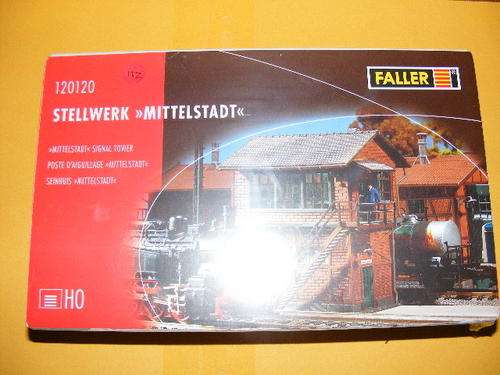 120120
FALLER
STELLWERK »MITTELSTADT«
»MITTELSTADT« SIGNAL TOWER
POSTE D'AIGUILLAGE »MITTELSTADT«
SEINHUIS »MITTELSTADT«
H0